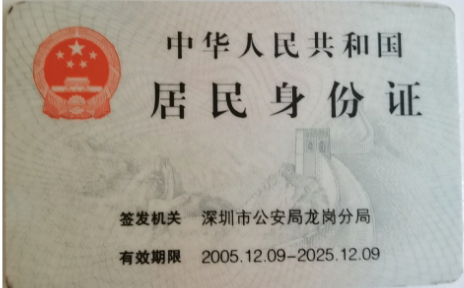 中华人民共和国
居民身份证
签发机关 深圳市公安局龙岗分局
有效期限 2005.12.09-2025.12.09